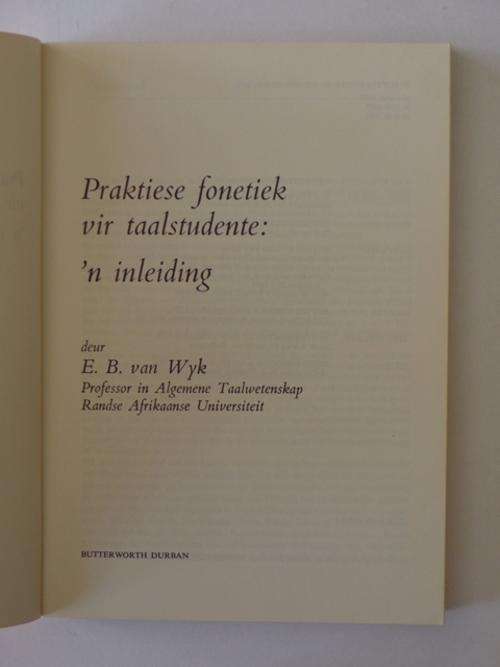 Praktiese fonetiek
vir taalstudente:
'n inleiding
deur
E. B. van Wyk
Professor in Algemene Taalwetenskap
Randse Afrikaanse Universiteit
BUTTERWORTH DURBAN